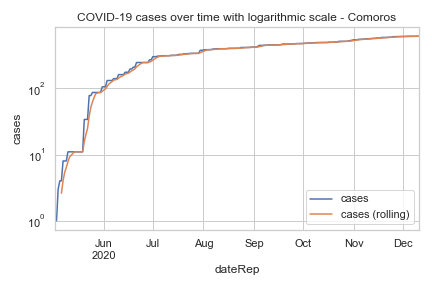 COVID-19 cases over time with logarithmic scale - Comoros
cases
10²
10¹
10⁰
cases
cases (rolling)
Jun Jul Aug Sep Oct Nov Dec
2020
dateRep